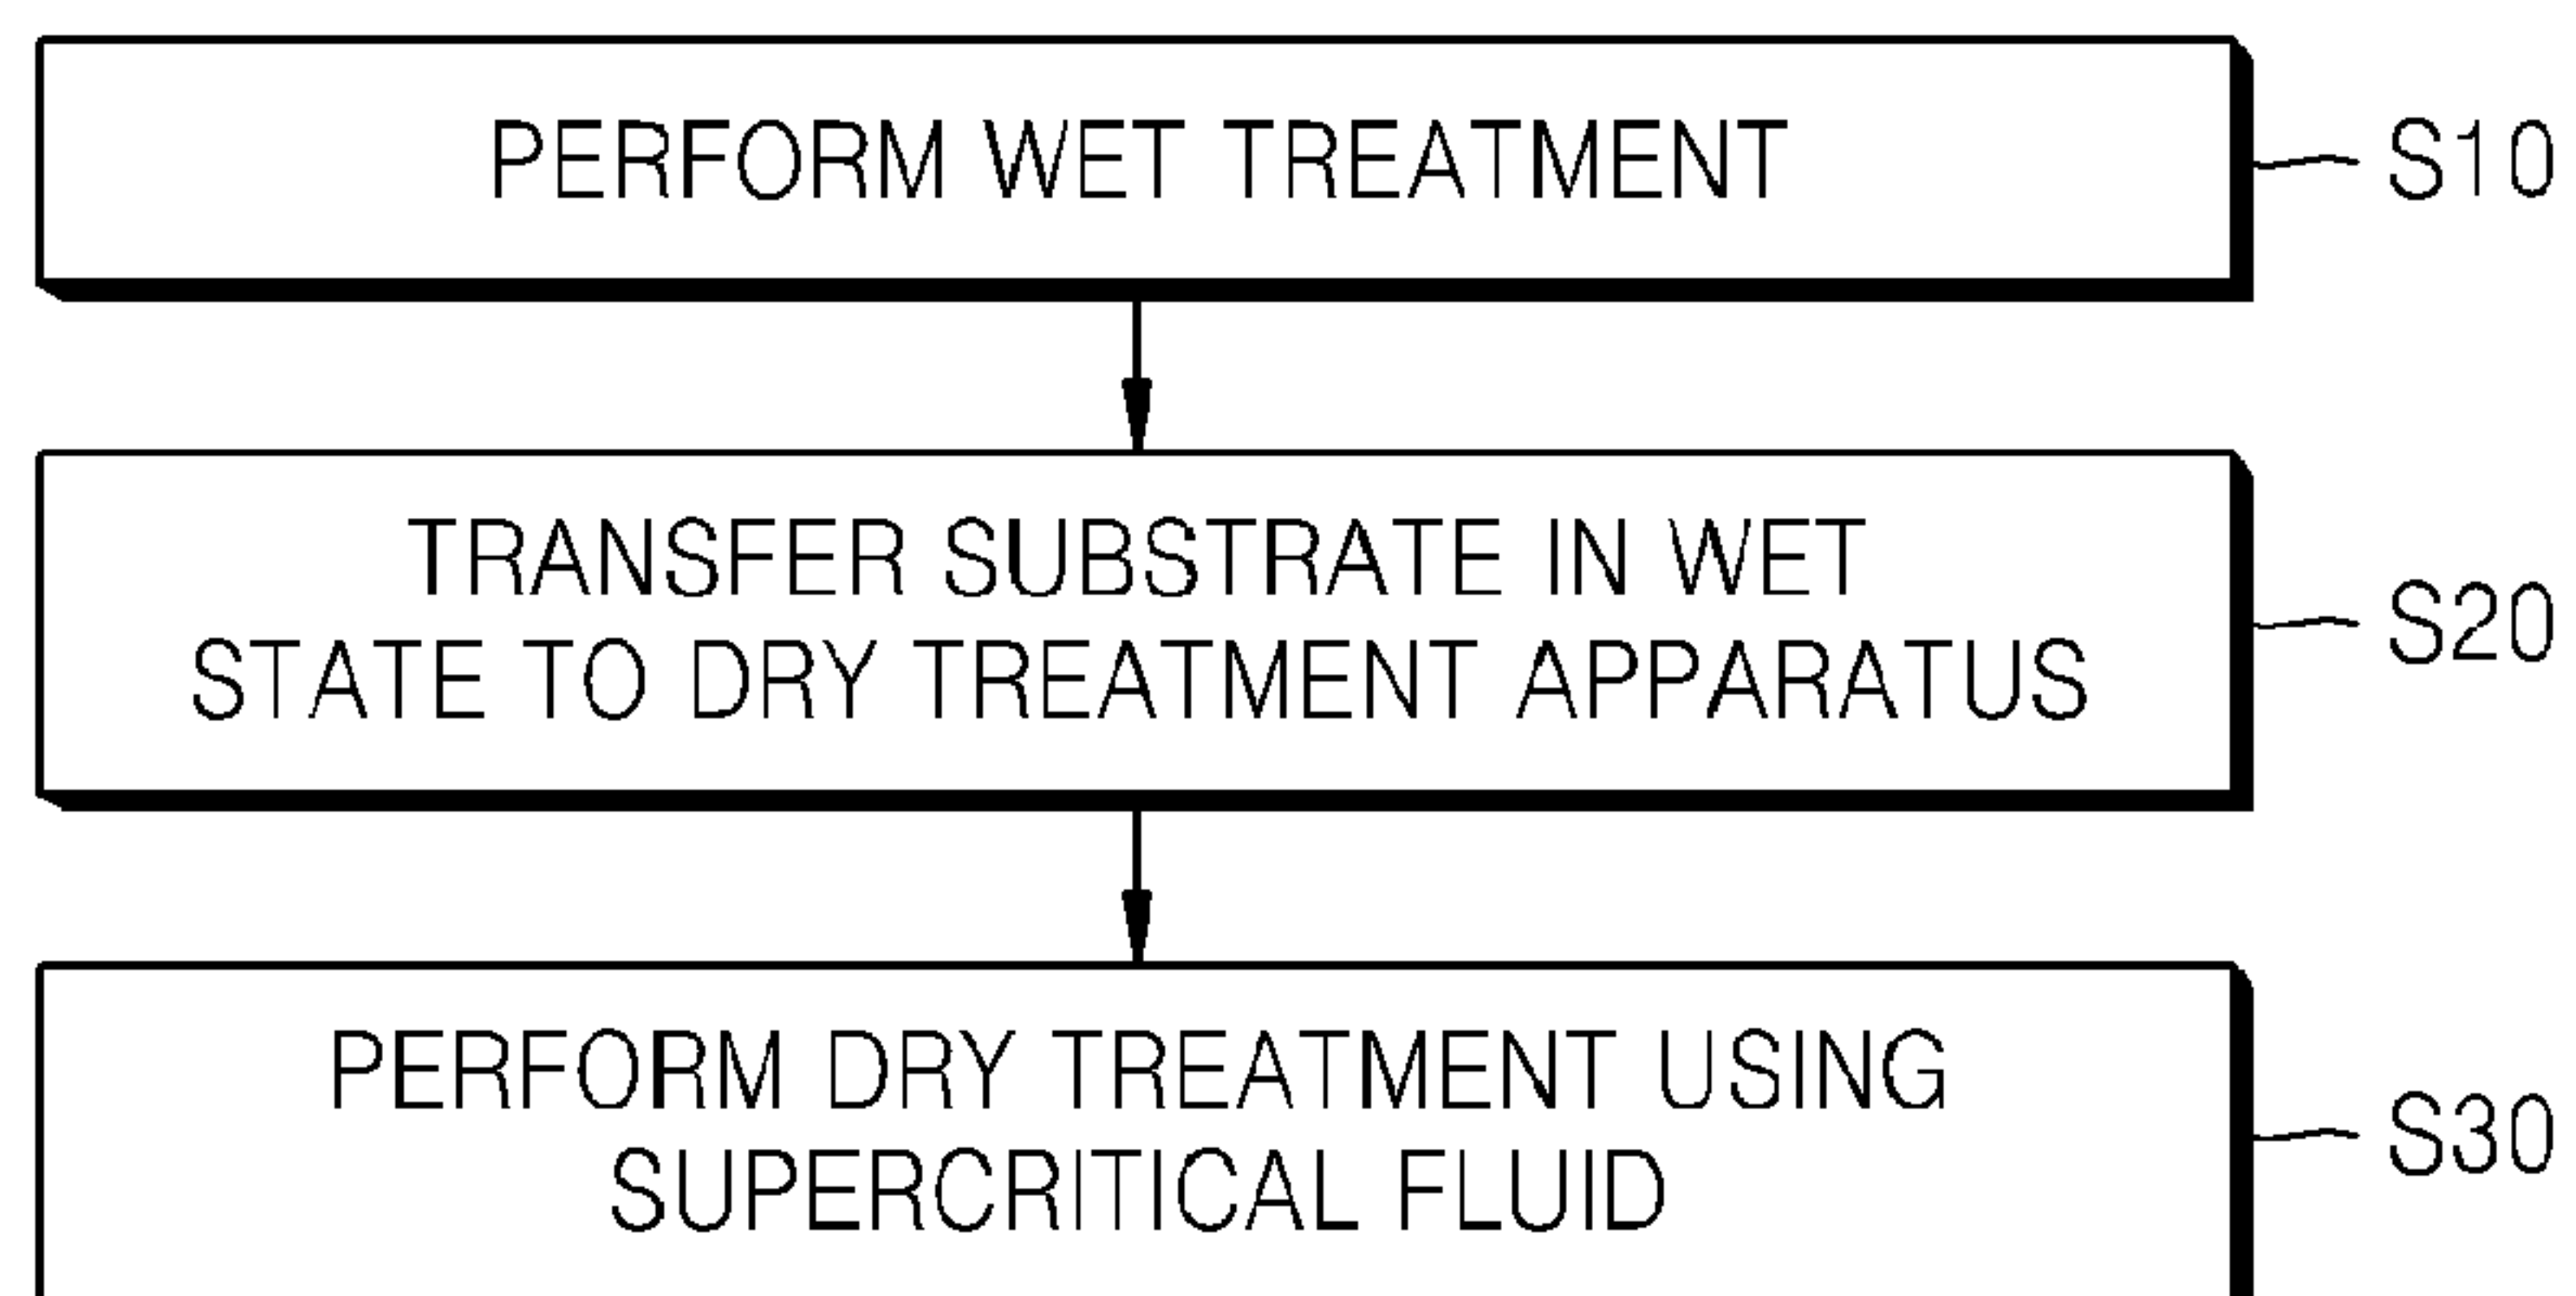 PERFORM WET TREATMENT
S10
TRANSFER SUBSTRATE IN WET
STATE TO DRY TREATMENT APPARATUS
S20
PERFORM DRY TREATMENT USING
SUPERCRITICAL FLUID
S30